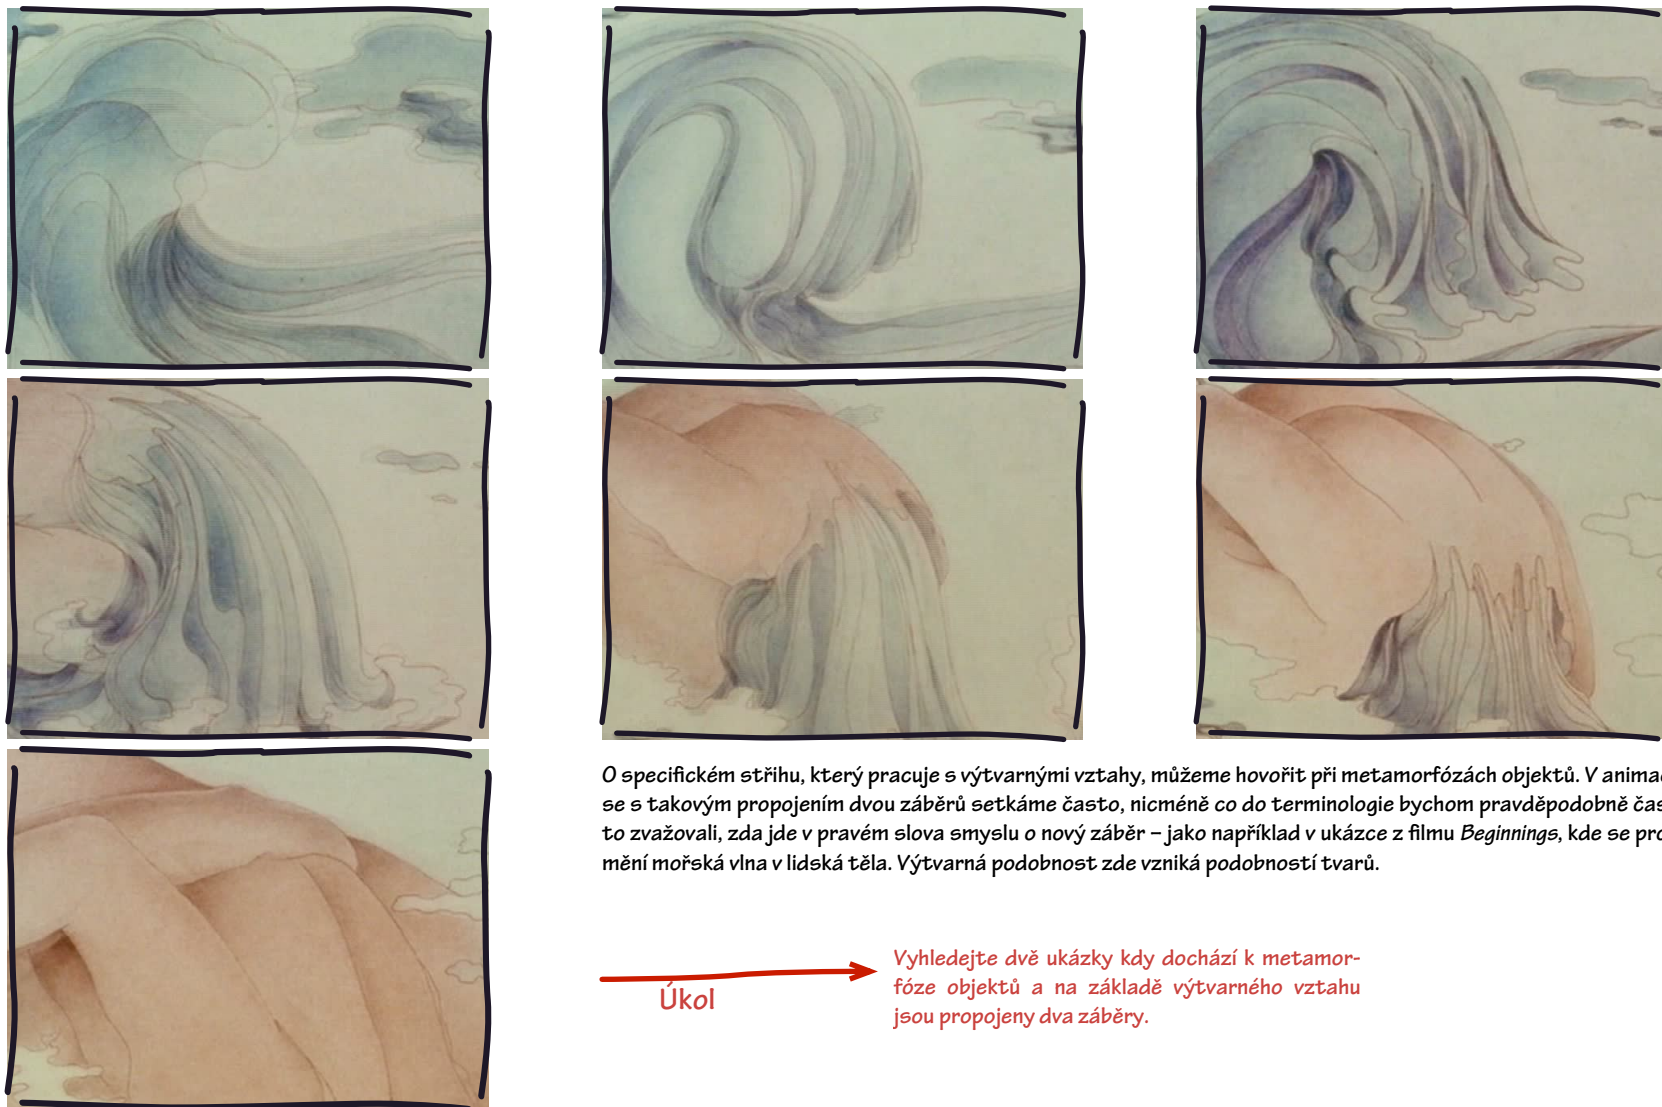 O specifickém střihu, který pracuje s výtvarnými vztahy, můžeme hovořit při metamorfózách objektů. V animac
se s takovým propojením dvou záběrů setkáme často, nicméně co do terminologie bychom pravděpodobně čas
to zvažovali, zda jde v pravém slova smyslu o nový záběr – jako například v ukázce z filmu Beginnings, kde se pro
mění mořská vlna v lidská těla. Výtvarná podobnost zde vzniká podobností tvarů.
Úkol
Vyhledejte dvě ukázky kdy dochází k metamor-
fóze objektů a na základě výtvarného vztahu
jsou propojeny dva záběry.